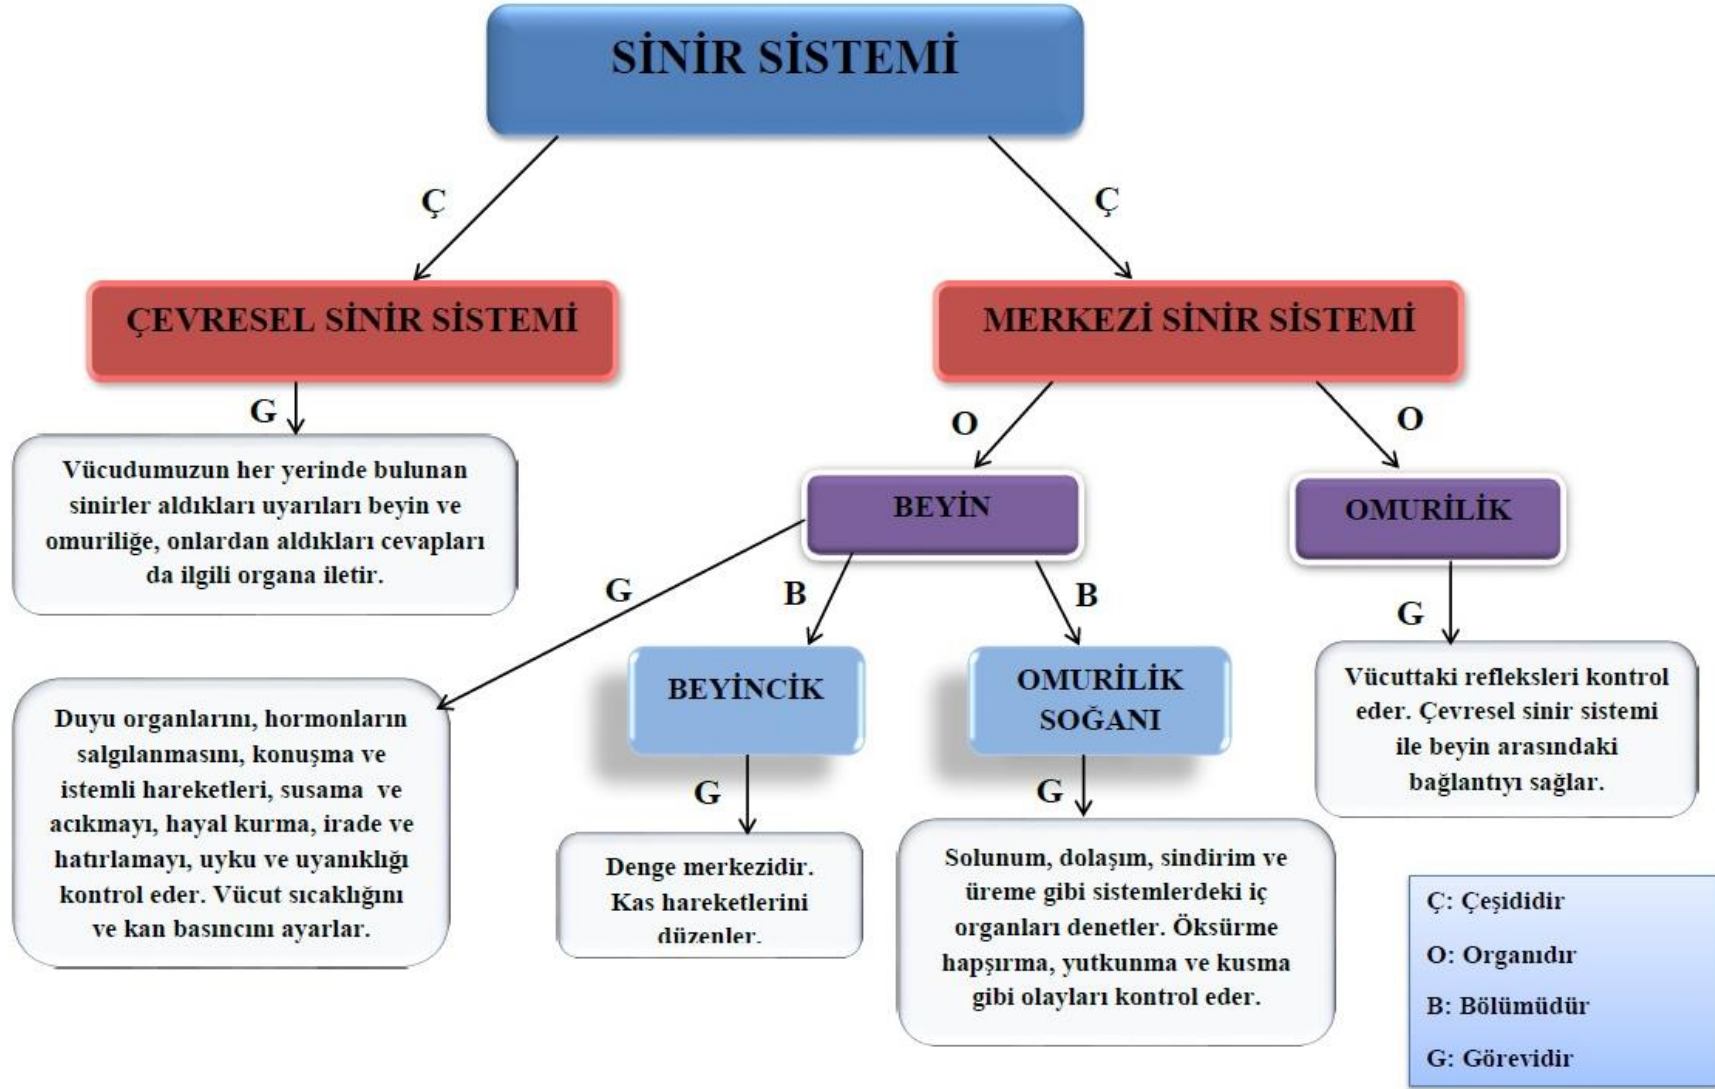 SİNİR SİSTEMİ
Ç
Ç
ÇEVRESEL SİNİR SİSTEMİ
MERKEZİ SİNİR SİSTEMİ
G
O
O
Vücudumuzun her yerinde bulunan
sinirler aldıkları uyarıları beyin ve
omuriliğe, onlardan aldıkları cevapları
da ilgili organa iletir.
BEYİN
OMURİLİK
G
B
B
G
Duyu organlarını, hormonların
salgılanmasını, konuşma ve
istemli hareketleri, susama ve
acıkmayı, hayal kurma, irade ve
hatırlamayı, uyku ve uyanıklığı
kontrol eder. Vücut sıcaklığını
ve kan basıncını ayarlar.
BEYİNCİK
OMURİLİK
SOĞANI
Vücuttaki refleksleri kontrol
eder. Çevresel sinir sistemi
ile beyin arasındaki
bağlantıyı sağlar.
G
G
Denge merkezidir.
Kas hareketlerini
düzenler.
Solunum, dolaşım, sindirim ve
üreme gibi sistemlerdeki iç
organları denetler. Öksürme
hapşırma, yutkunma ve kusma
gibi olayları kontrol eder.
Ç: Çeşididir
O: Organıdır
B: Bölümüdür
G: Görevidir